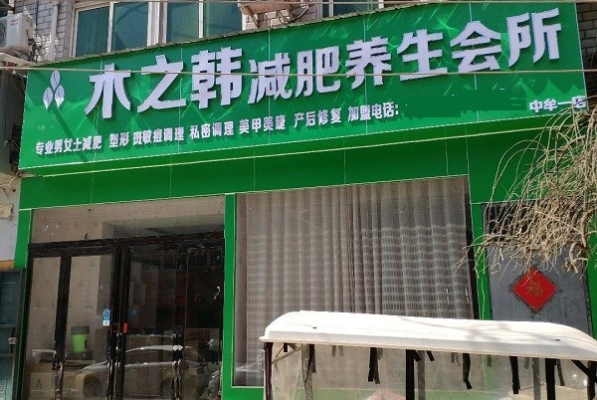 木之韩减肥养生会所
专业男女士减肥 塑形 斑敏痘调理 私密调理 美甲美睫 产后修复 加盟电话:
中牟一店
福